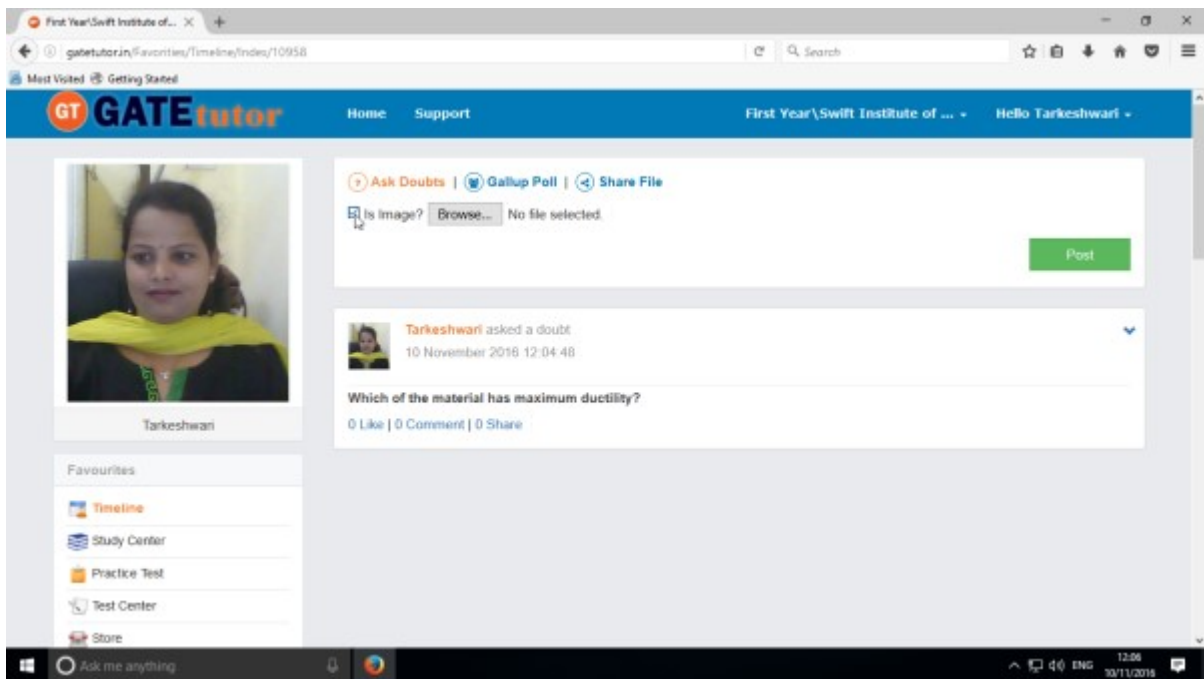 First Year\Swift Institute of...
gatetutor.in/Favorities/Timeline/Index/10958
Search
Most Visited Getting Started
GT GATEtutor Home Support First Year\Swift Institute of ... Hello Tarkeshwari
? Ask Doubts | Gallup Poll | Share File
Is Image? Browse... No file selected.
Post
Tarkeshwari asked a doubt
10 November 2016 12:04:48
Which of the material has maximum ductility?
0 Like | 0 Comment | 0 Share
Tarkeshwari
Favourites
Timeline
Study Center
Practice Test
Test Center
Store
Ask me anything ENG 12:06
10/11/2016